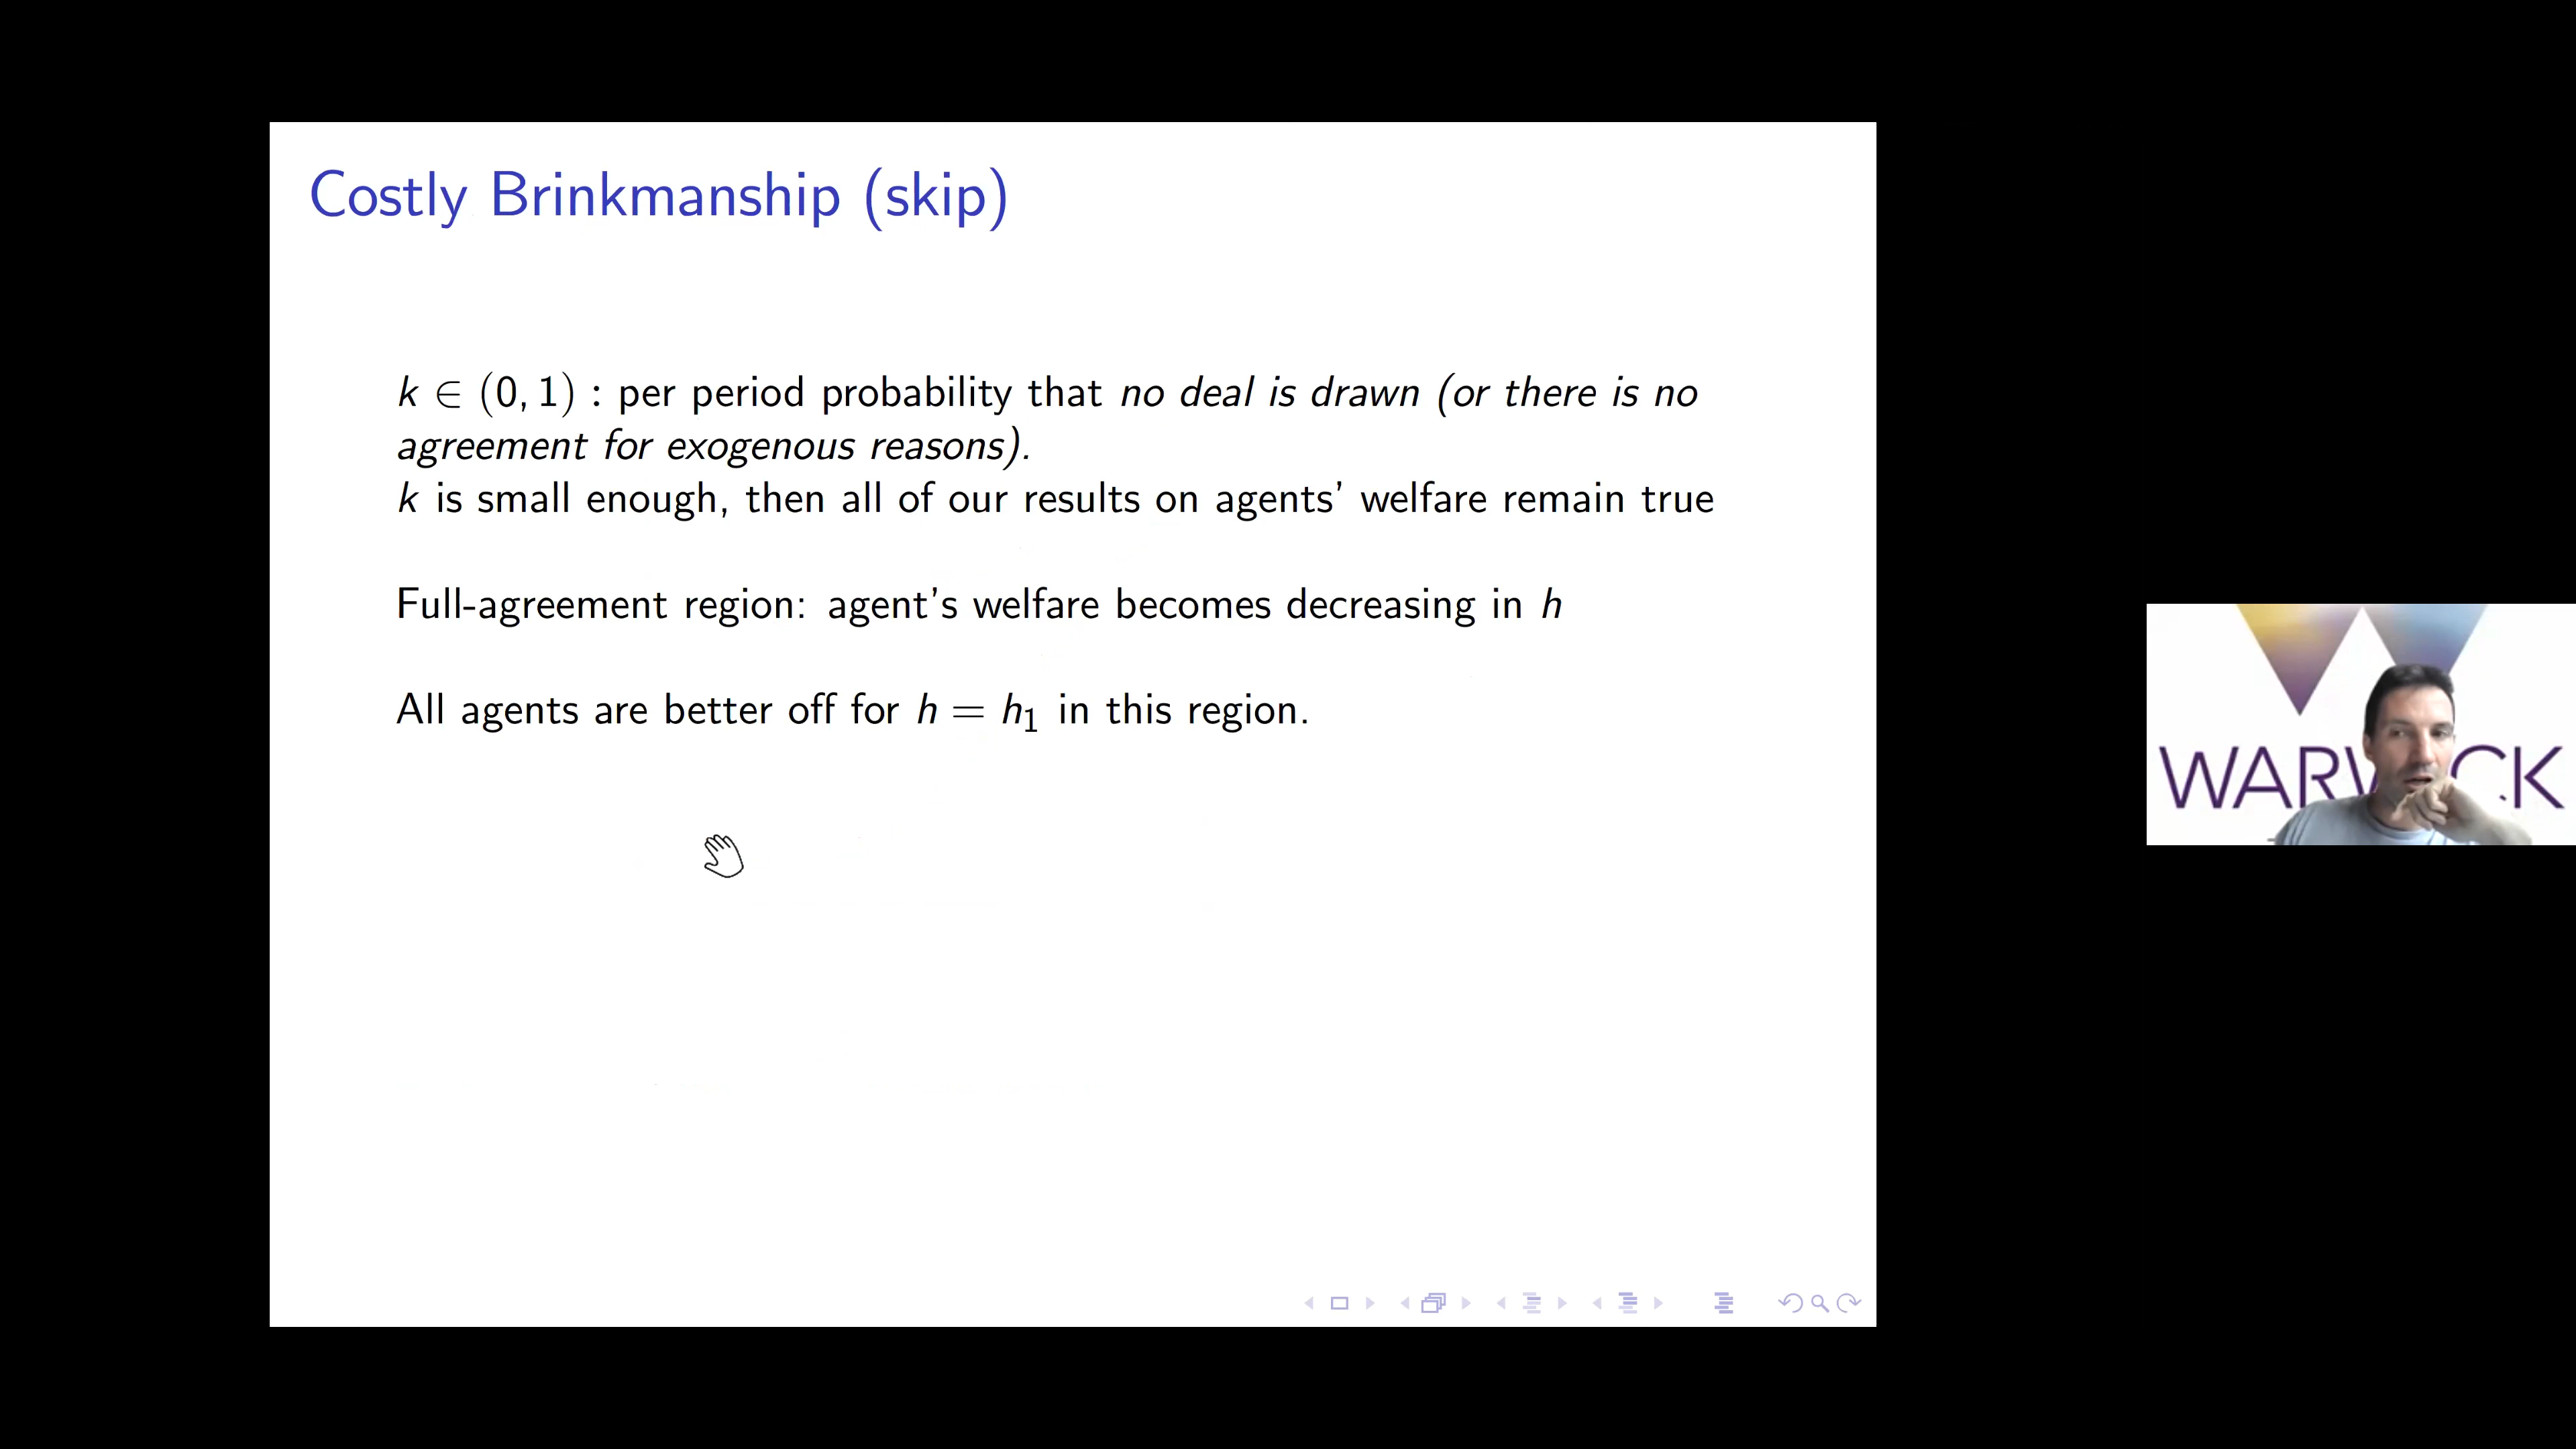 Costly Brinkmanship (skip)
k ∈ (0, 1) : per period probability that no deal is drawn (or there is no
agreement for exogenous reasons).
k is small enough, then all of our results on agents' welfare remain true
Full-agreement region: agent's welfare becomes decreasing in h
All agents are better off for h = h₁ in this region.
WARW CK